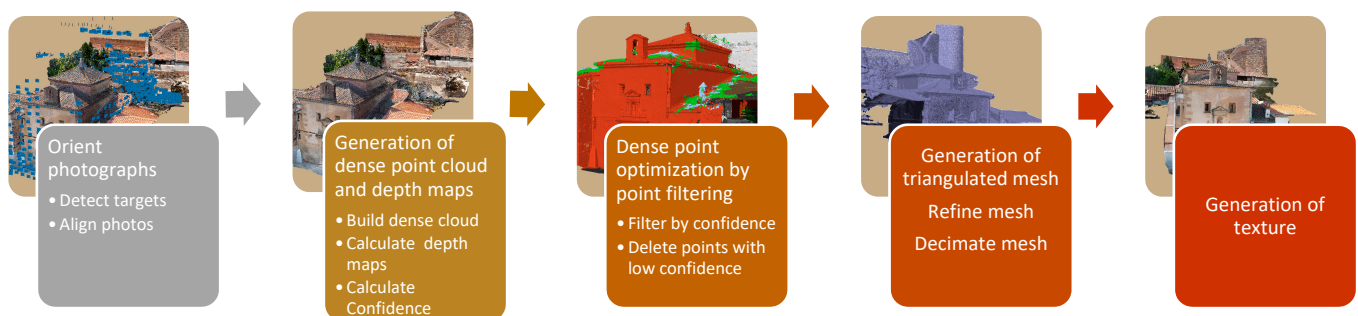 Orient
photographs
• Detect targets
• Align photos
Generation of
dense point cloud
and depth maps
• Build dense cloud
• Calculate depth
maps
• Calculate
Confidence
Dense point
optimization by
point filtering
• Filter by confidence
• Delete points with
low confidence
Generation of
triangulated mesh
Refine mesh
Decimate mesh
Generation of
texture